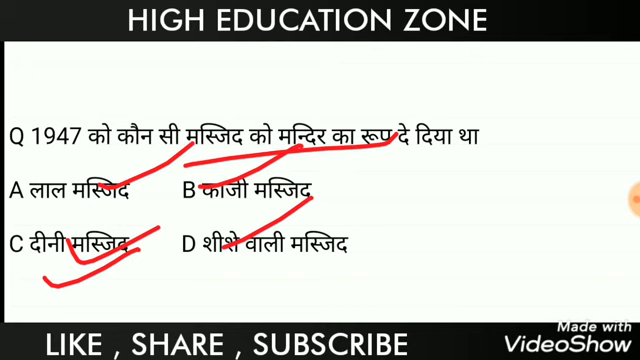 HIGH EDUCATION ZONE
Q 1947 को कौन सी मस्जिद को मन्दिर का रूप दे दिया था
A लाल मस्जिद B काजी मस्जिद
C दीनी मस्जिद D शीशे वाली मस्जिद
Made with
LIKE , SHARE , SUBSCRIBE
VideoShow